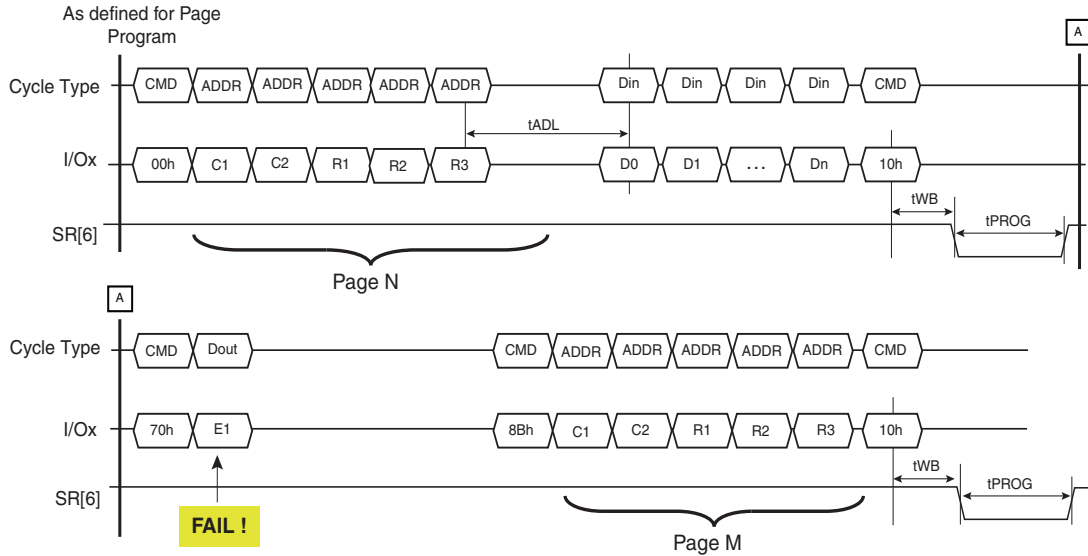 As defined for Page
Program
A
Cycle Type CMD ADDR ADDR ADDR ADDR ADDR Din Din Din Din CMD
tADL
I/Ox 00h C1 C2 R1 R2 R3 D0 D1 ... Dn 10h
tWB
tPROG
SR[6]
Page N
A
Cycle Type CMD Dout CMD ADDR ADDR ADDR ADDR ADDR CMD
I/Ox 70h E1 8Bh C1 C2 R1 R2 R3 10h
tWB
tPROG
SR[6]
FAIL !
Page M